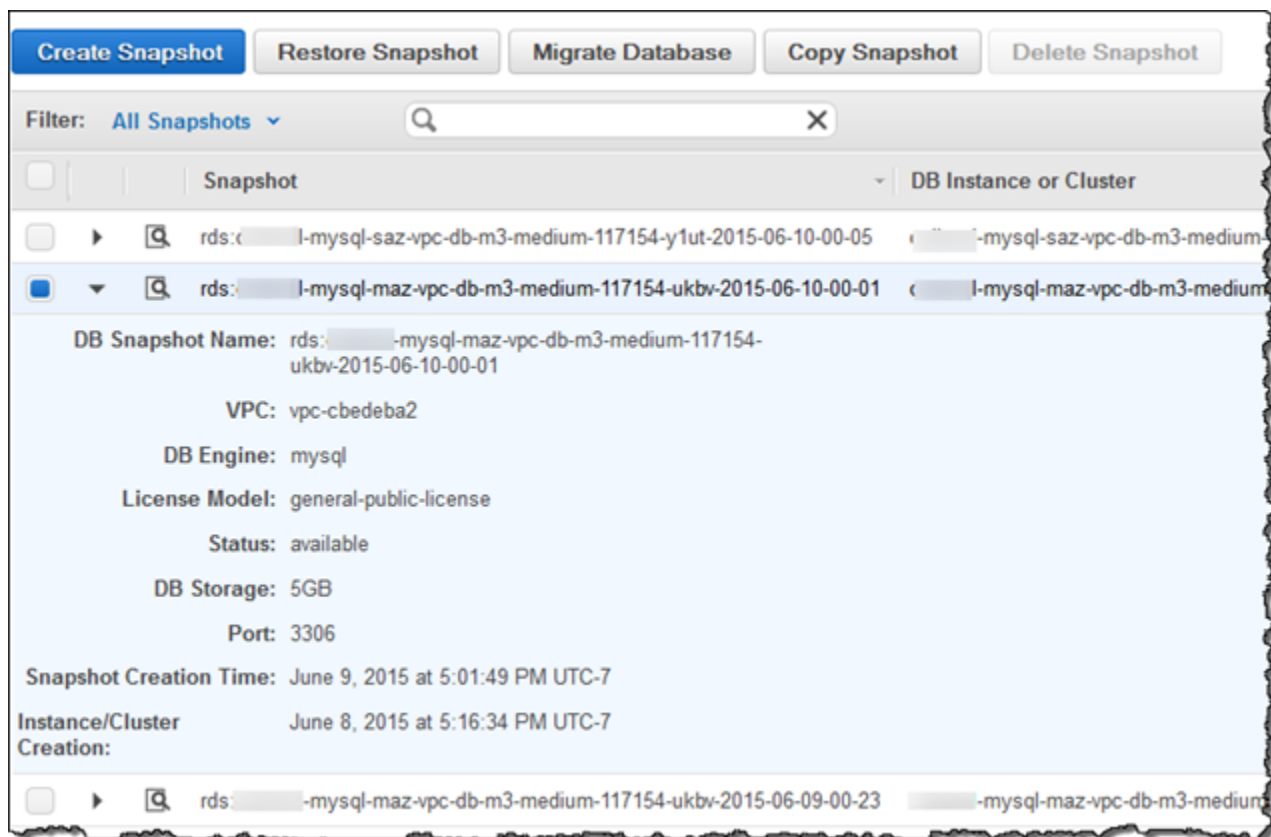 Create Snapshot Restore Snapshot Migrate Database Copy Snapshot Delete Snapshot
Filter: All Snapshots
Snapshot DB Instance or Cluster
rds: l-mysql-saz-vpc-db-m3-medium-117154-y1ut-2015-06-10-00-05 -mysql-saz-vpc-db-m3-medium-
rds: l-mysql-maz-vpc-db-m3-medium-117154-ukbv-2015-06-10-00-01 l-mysql-maz-vpc-db-m3-medium
DB Snapshot Name: rds: -mysql-maz-vpc-db-m3-medium-117154-
ukbv-2015-06-10-00-01
VPC: vpc-cbedeba2
DB Engine: mysql
License Model: general-public-license
Status: available
DB Storage: 5GB
Port: 3306
Snapshot Creation Time: June 9, 2015 at 5:01:49 PM UTC-7
Instance/Cluster June 8, 2015 at 5:16:34 PM UTC-7
Creation:
rds: -mysql-maz-vpc-db-m3-medium-117154-ukbv-2015-06-09-00-23 -mysql-maz-vpc-db-m3-medium